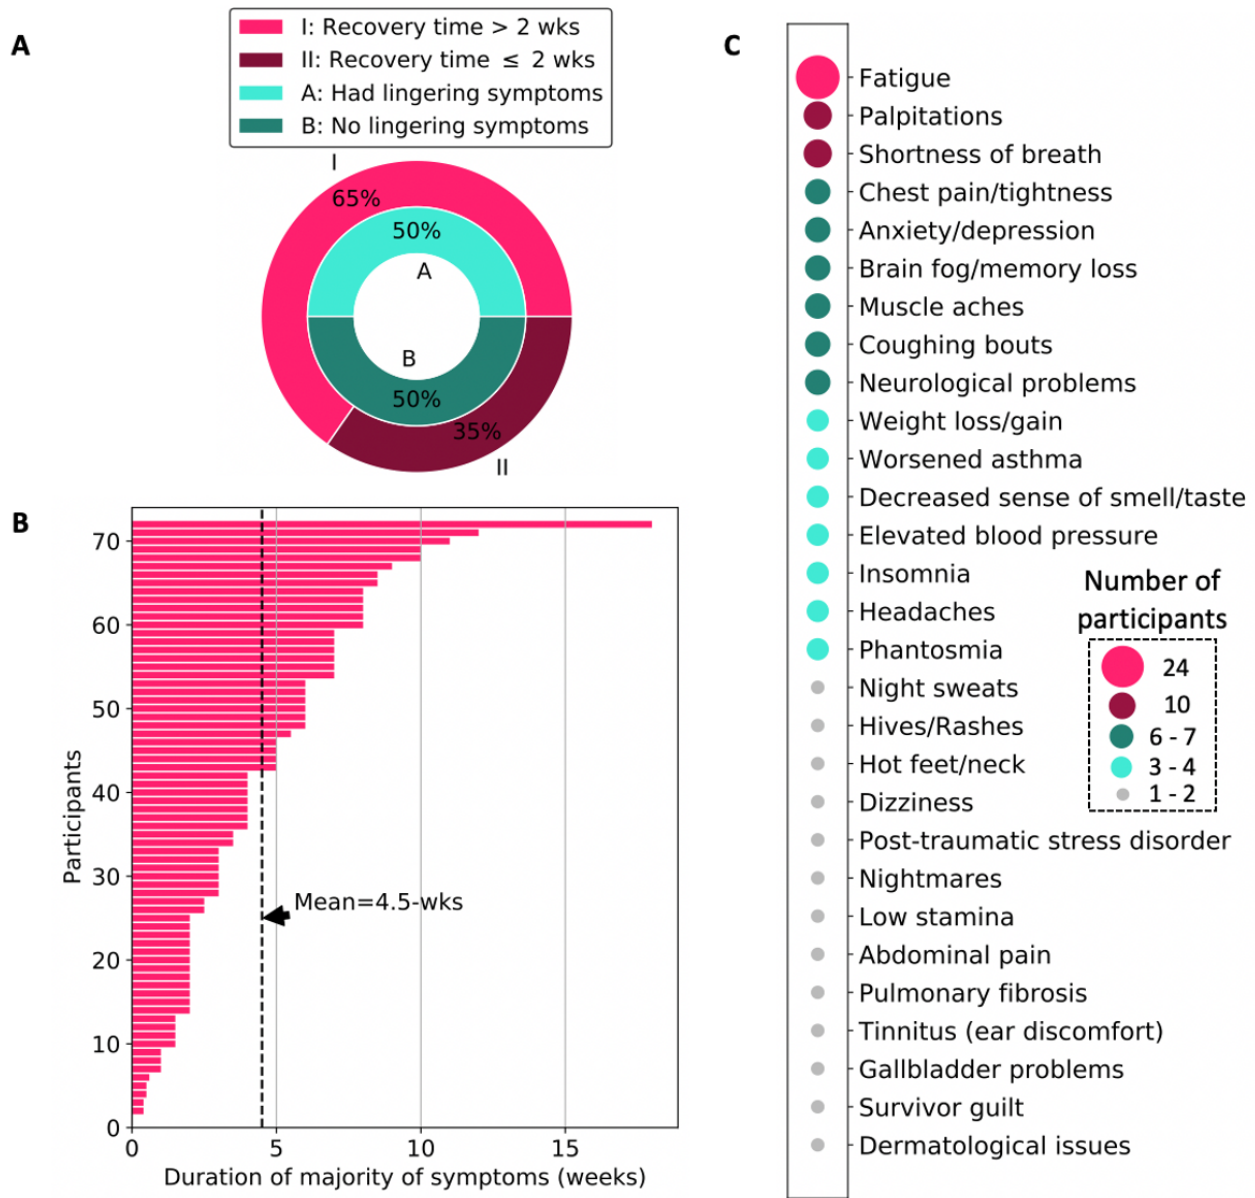 A
I: Recovery time > 2 wks
II: Recovery time ≤ 2 wks
A: Had lingering symptoms
B: No lingering symptoms
I
65%
50%
A
B
50%
35%
II
B
70
60
50
40
30
20
10
0
Participants
Mean=4.5-wks
0 5 10 15
Duration of majority of symptoms (weeks)
C
Fatigue
Palpitations
Shortness of breath
Chest pain/tightness
Anxiety/depression
Brain fog/memory loss
Muscle aches
Coughing bouts
Neurological problems
Weight loss/gain
Worsened asthma
Decreased sense of smell/taste
Elevated blood pressure
Insomnia
Headaches
Phantosmia
Night sweats
Hives/Rashes
Hot feet/neck
Dizziness
Post-traumatic stress disorder
Nightmares
Low stamina
Abdominal pain
Pulmonary fibrosis
Tinnitus (ear discomfort)
Gallbladder problems
Survivor guilt
Dermatological issues
Number of
participants
24
10
6 - 7
3 - 4
1 - 2